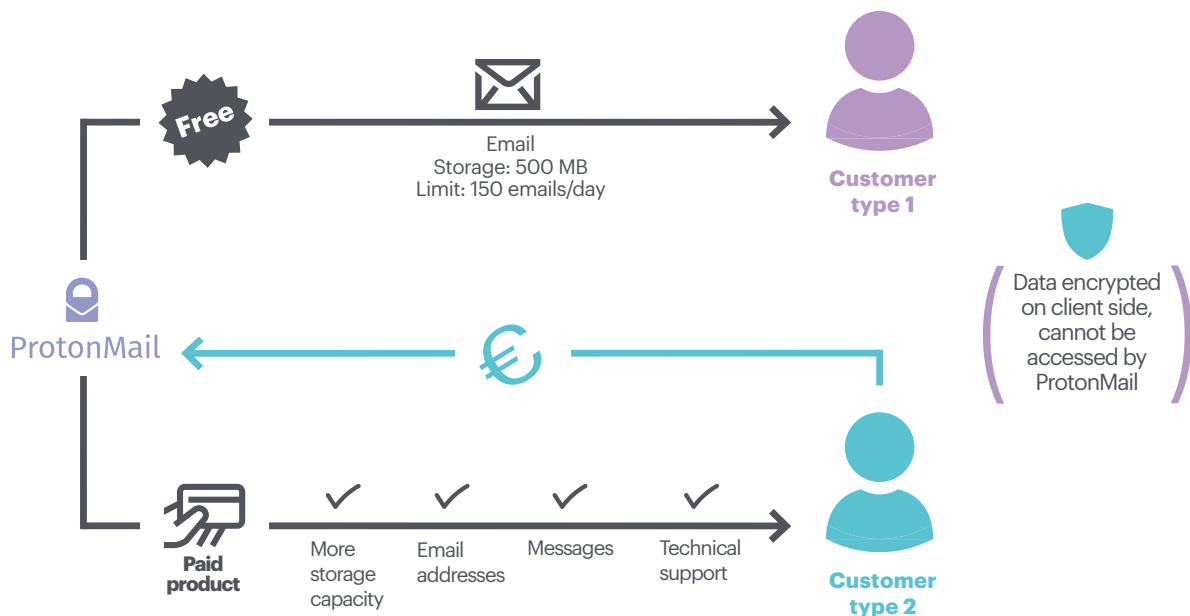 Free
Email
Storage: 500 MB
Limit: 150 emails/day
Customer
type 1
Data encrypted
on client side,
cannot be
accessed by
ProtonMail
ProtonMail
€
Paid
product
More
storage
capacity
Email
addresses
Messages
Technical
support
Customer
type 2